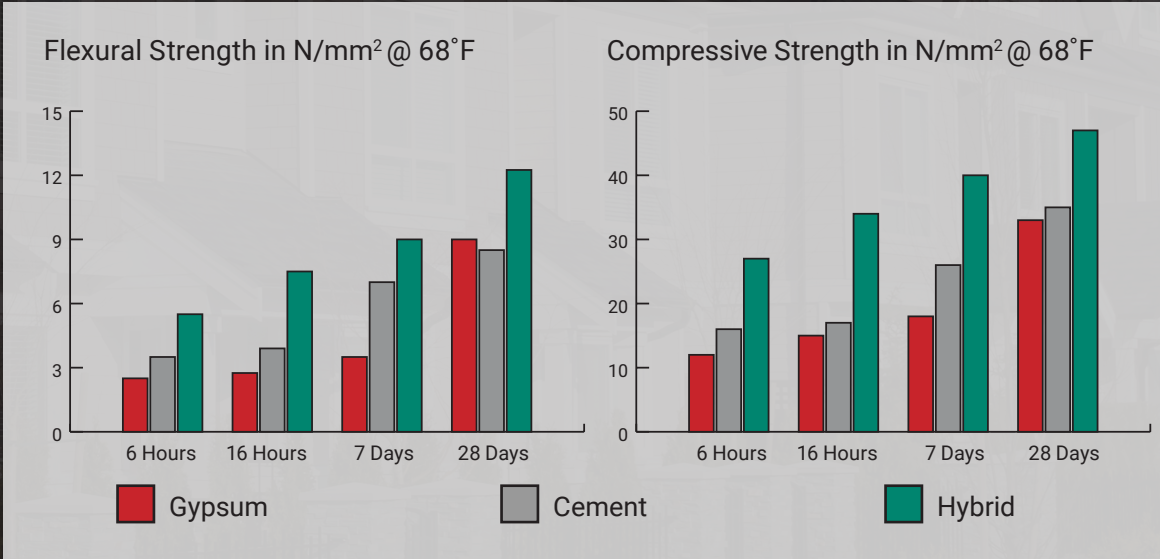 Flexural Strength in N/mm² @ 68˚F
15
12
9
6
3
0
6 Hours 16 Hours 7 Days 28 Days
Compressive Strength in N/mm² @ 68˚F
50
40
30
20
10
0
6 Hours 16 Hours 7 Days 28 Days
Gypsum Cement Hybrid